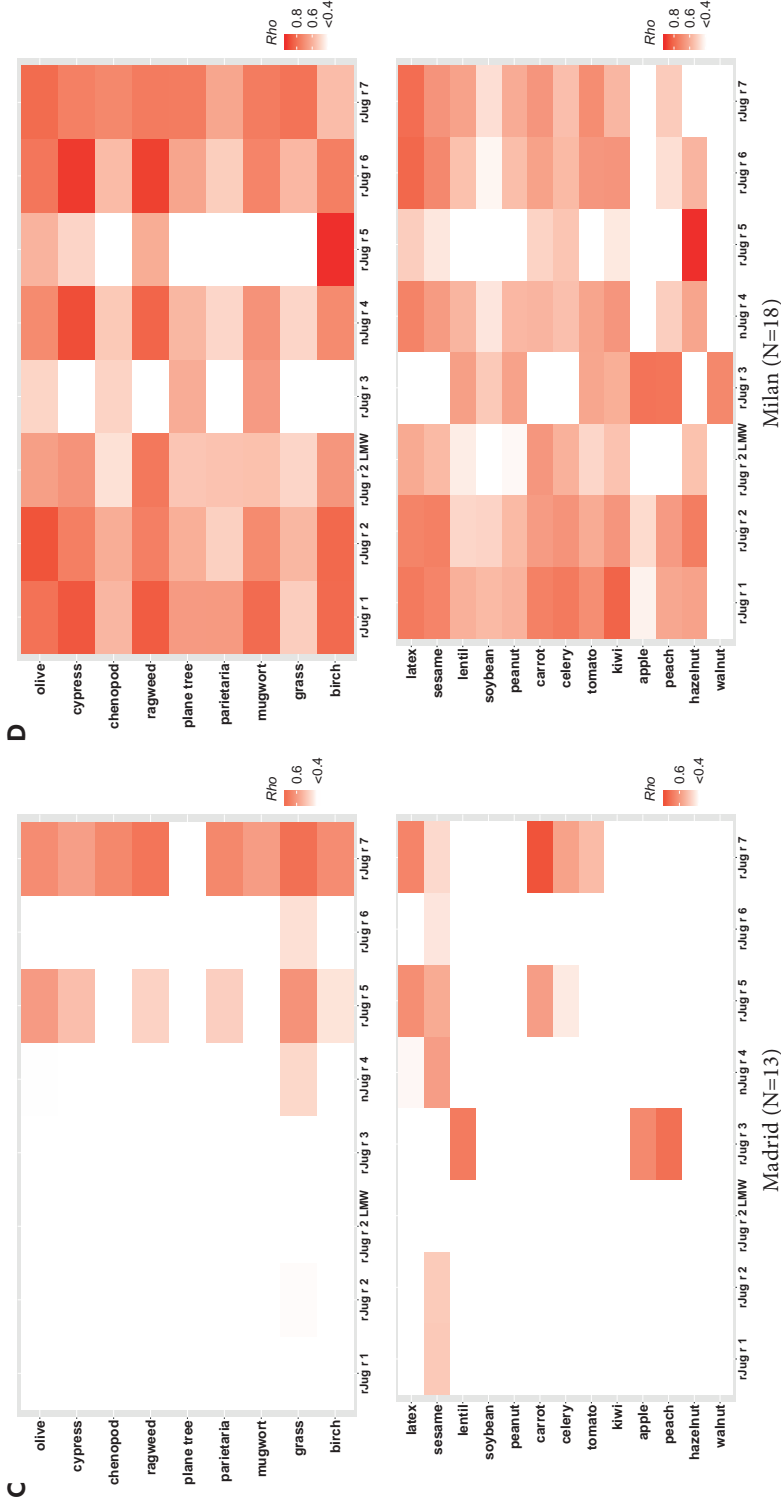 C
olive
cypress
chenopod
ragweed
plane tree
parietaria
mugwort
grass
birch
rJug r 1
rJug r 2
rJug r 2 LMW
rJug r 3
nJug r 4
rJug r 5
rJug r 6
rJug r 7
Rho
0.6
<0.4
latex
sesame
lentil
soybean
peanut
carrot
celery
tomato
kiwi
apple
peach
hazelnut
walnut
rJug r 1
rJug r 2
rJug r 2 LMW
rJug r 3
nJug r 4
rJug r 5
rJug r 6
rJug r 7
Rho
0.6
<0.4
Madrid (N=13)
D
olive
cypress
chenopod
ragweed
plane tree
parietaria
mugwort
grass
birch
rJug r 1
rJug r 2
rJug r 2 LMW
rJug r 3
nJug r 4
rJug r 5
rJug r 6
rJug r 7
Rho
0.8
0.6
<0.4
latex
sesame
lentil
soybean
peanut
carrot
celery
tomato
kiwi
apple
peach
hazelnut
walnut
rJug r 1
rJug r 2
rJug r 2 LMW
rJug r 3
nJug r 4
rJug r 5
rJug r 6
rJug r 7
Rho
0.8
0.6
<0.4
Milan (N=18)